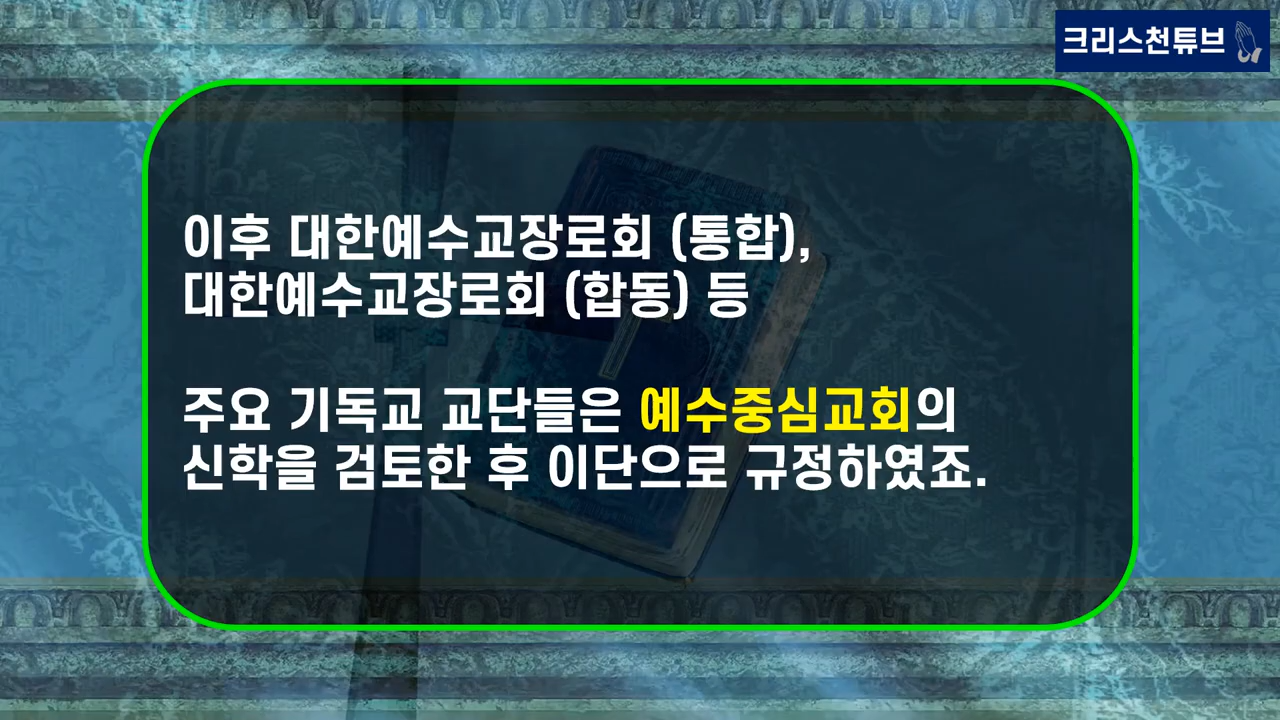 크리스천튜브
이후 대한예수교장로회 (통합),
대한예수교장로회 (합동) 등
주요 기독교 교단들은 예수중심교회의
신학을 검토한 후 이단으로 규정하였죠.